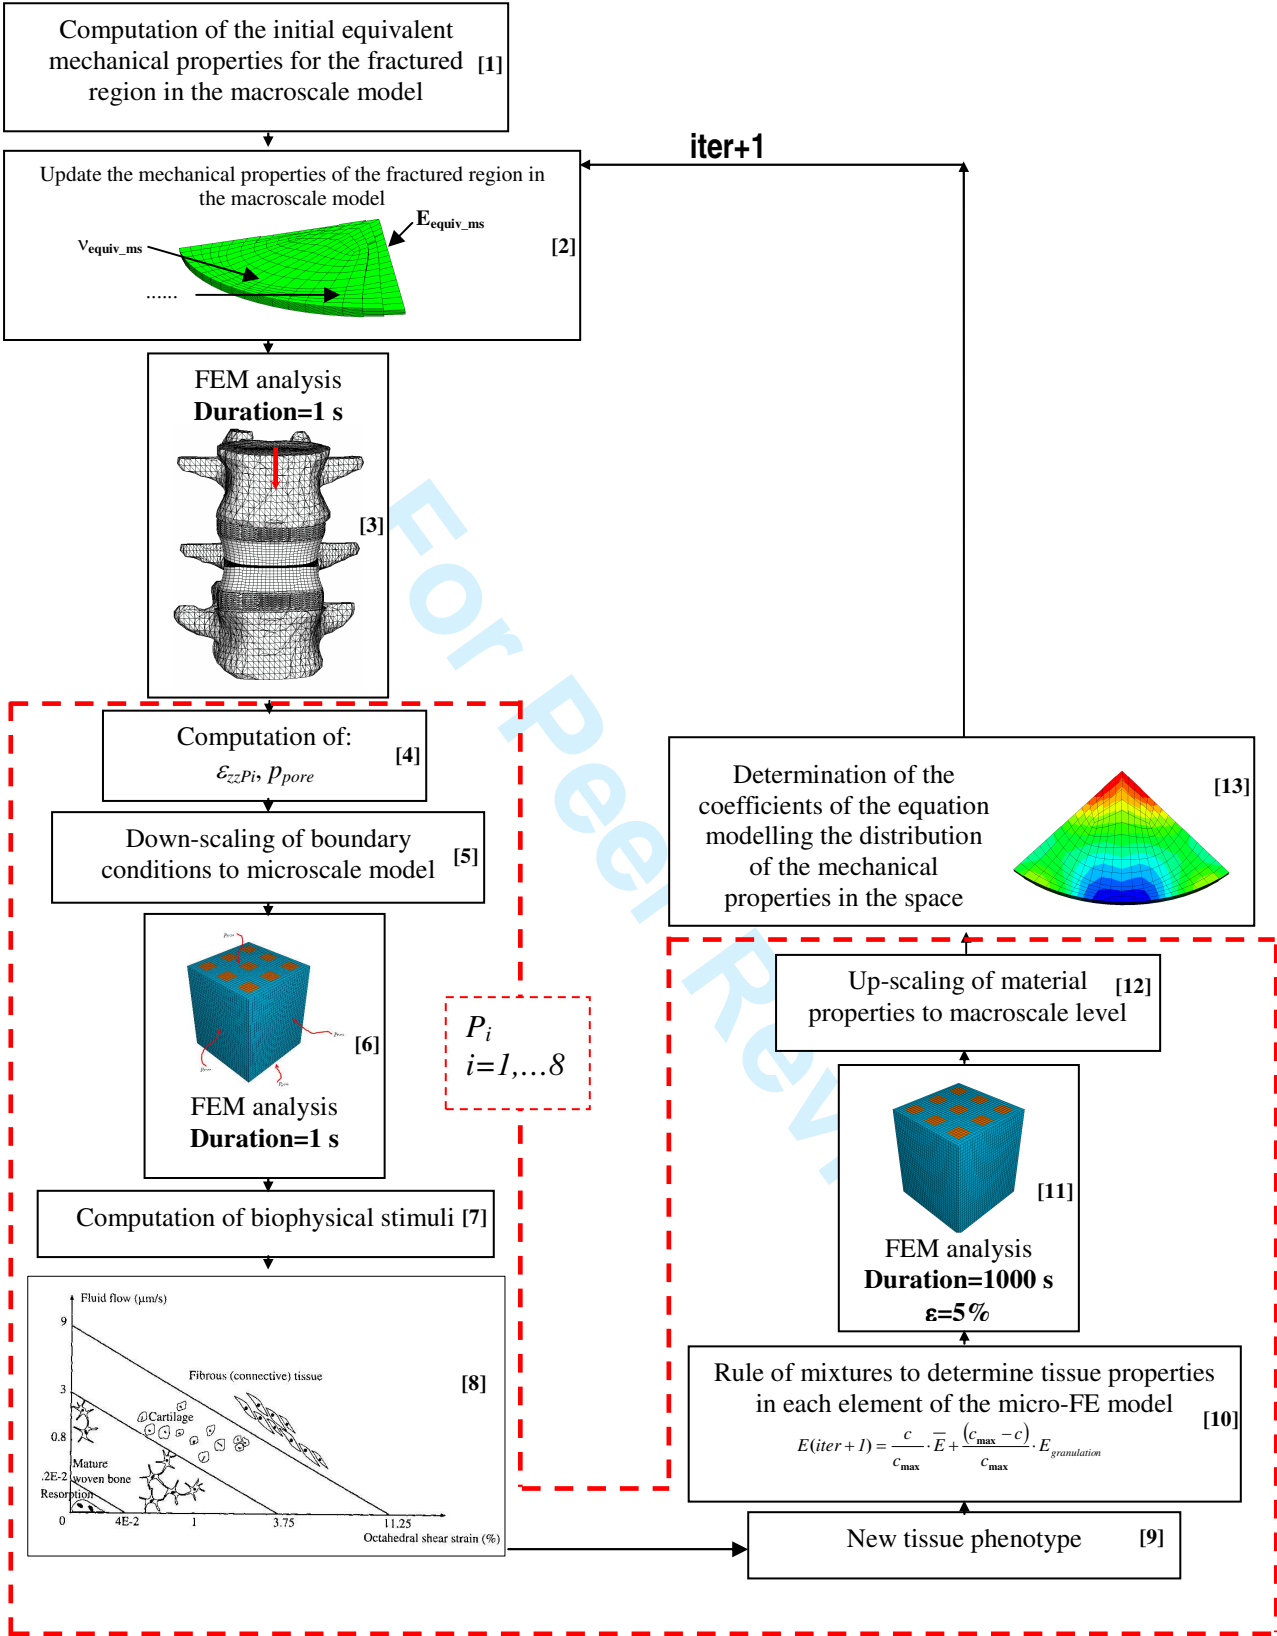 Computation of the initial equivalent
mechanical properties for the fractured
region in the macroscale model
[1]
iter+1
Update the mechanical properties of the fractured region in
the macroscale model
E equiv_ms
ν equiv_ms
......
[2]
FEM analysis
Duration=1 s
[3]
Computation of:
εzzPi, ppore
[4]
Down-scaling of boundary
conditions to microscale model
[5]
[6]
FEM analysis
Duration=1 s
Pi
i=1,…8
Computation of biophysical stimuli [7]
Fluid flow (μm/s)
9
3
0.8
.2E-2
0
Fibrous (connective) tissue
Cartilage
Mature
woven bone
Resorption
4E-2
1
3.75
11.25
Octahedral shear strain (%)
[8]
New tissue phenotype
[9]
Rule of mixtures to determine tissue properties
in each element of the micro-FE model
[10]
E(iter + 1) = c/cmax · E̅ + (cmax − c)/cmax · Egranulation
[11]
FEM analysis
Duration=1000 s
ε=5%
Up-scaling of material
properties to macroscale level
[12]
Determination of the
coefficients of the equation
modelling the distribution
of the mechanical
properties in the space
[13]
For Peer Revi